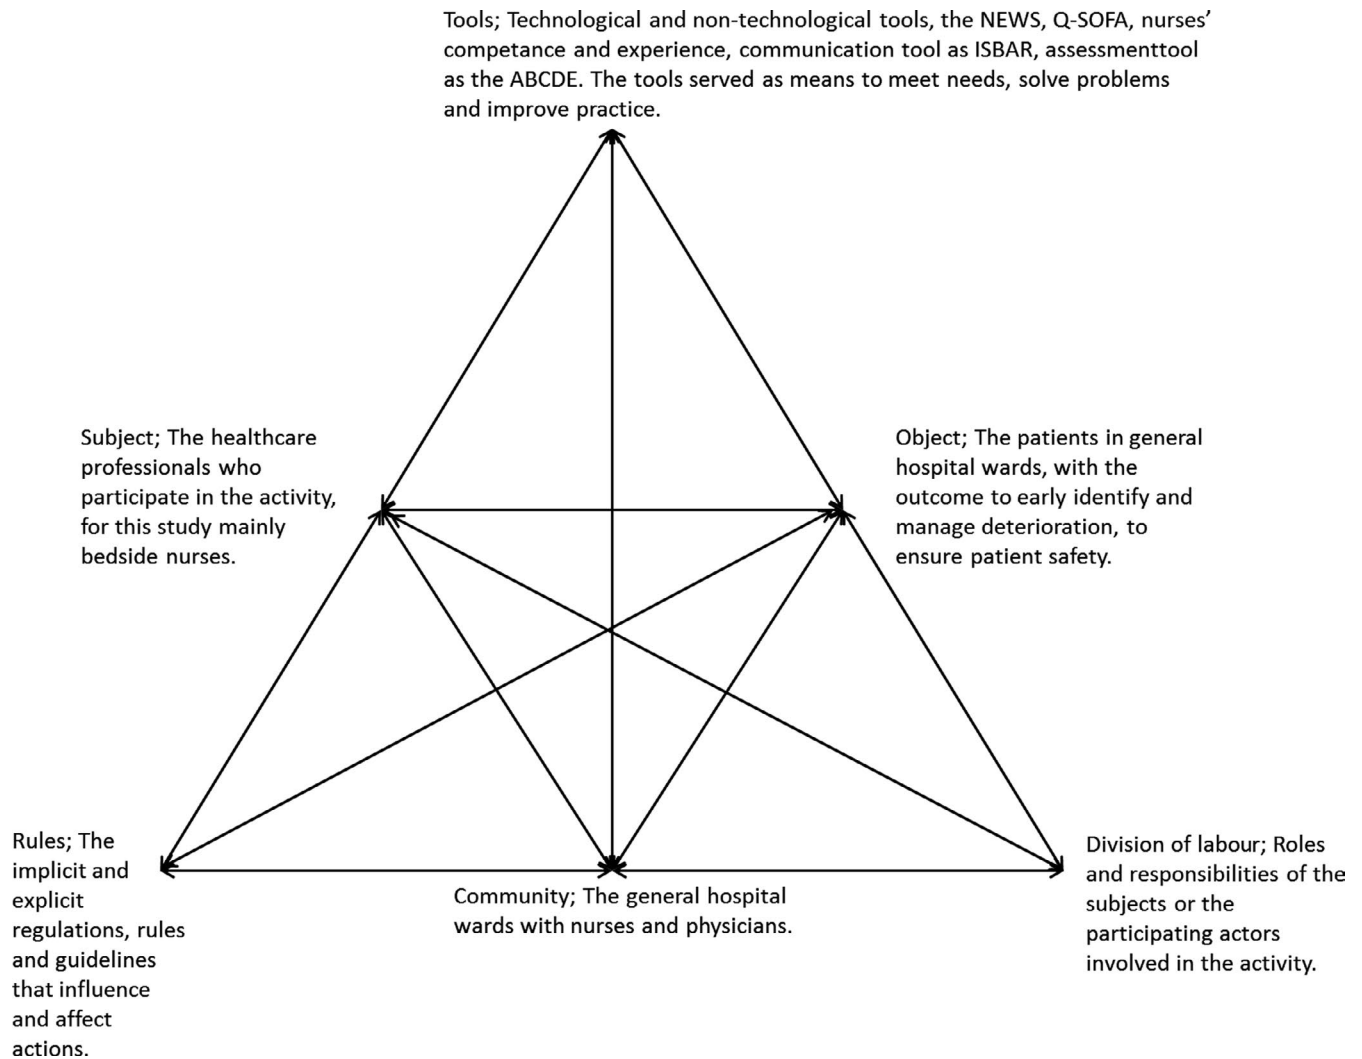 Tools; Technological and non-technological tools, the NEWS, Q-SOFA, nurses’
competance and experience, communication tool as ISBAR, assessmenttool
as the ABCDE. The tools served as means to meet needs, solve problems
and improve practice.
Subject; The healthcare
professionals who
participate in the activity,
for this study mainly
bedside nurses.
Object; The patients in general
hospital wards, with the
outcome to early identify and
manage deterioration, to
ensure patient safety.
Rules; The
implicit and
explicit
regulations, rules
and guidelines
that influence
and affect
actions.
Community; The general hospital
wards with nurses and physicians.
Division of labour; Roles
and responsibilities of the
subjects or the
participating actors
involved in the activity.